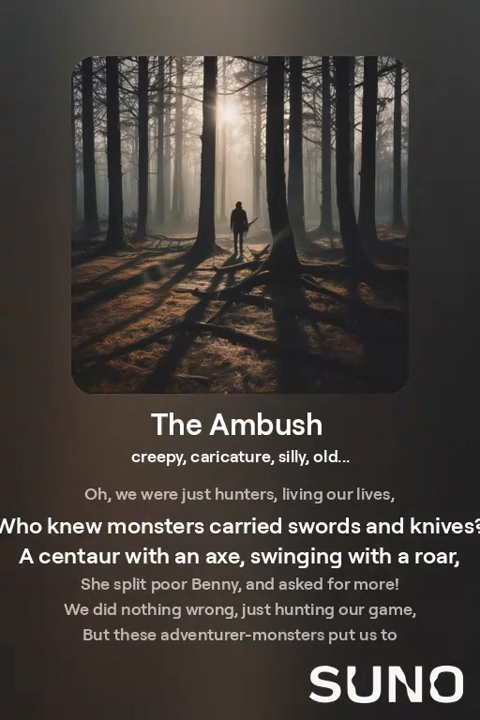 The Ambush
creepy, caricature, silly, old...
Oh, we were just hunters, living our lives,
Who knew monsters carried swords and knives?
A centaur with an axe, swinging with a roar,
She split poor Benny, and asked for more!
We did nothing wrong, just hunting our game,
But these adventurer-monsters put us to
SUNO